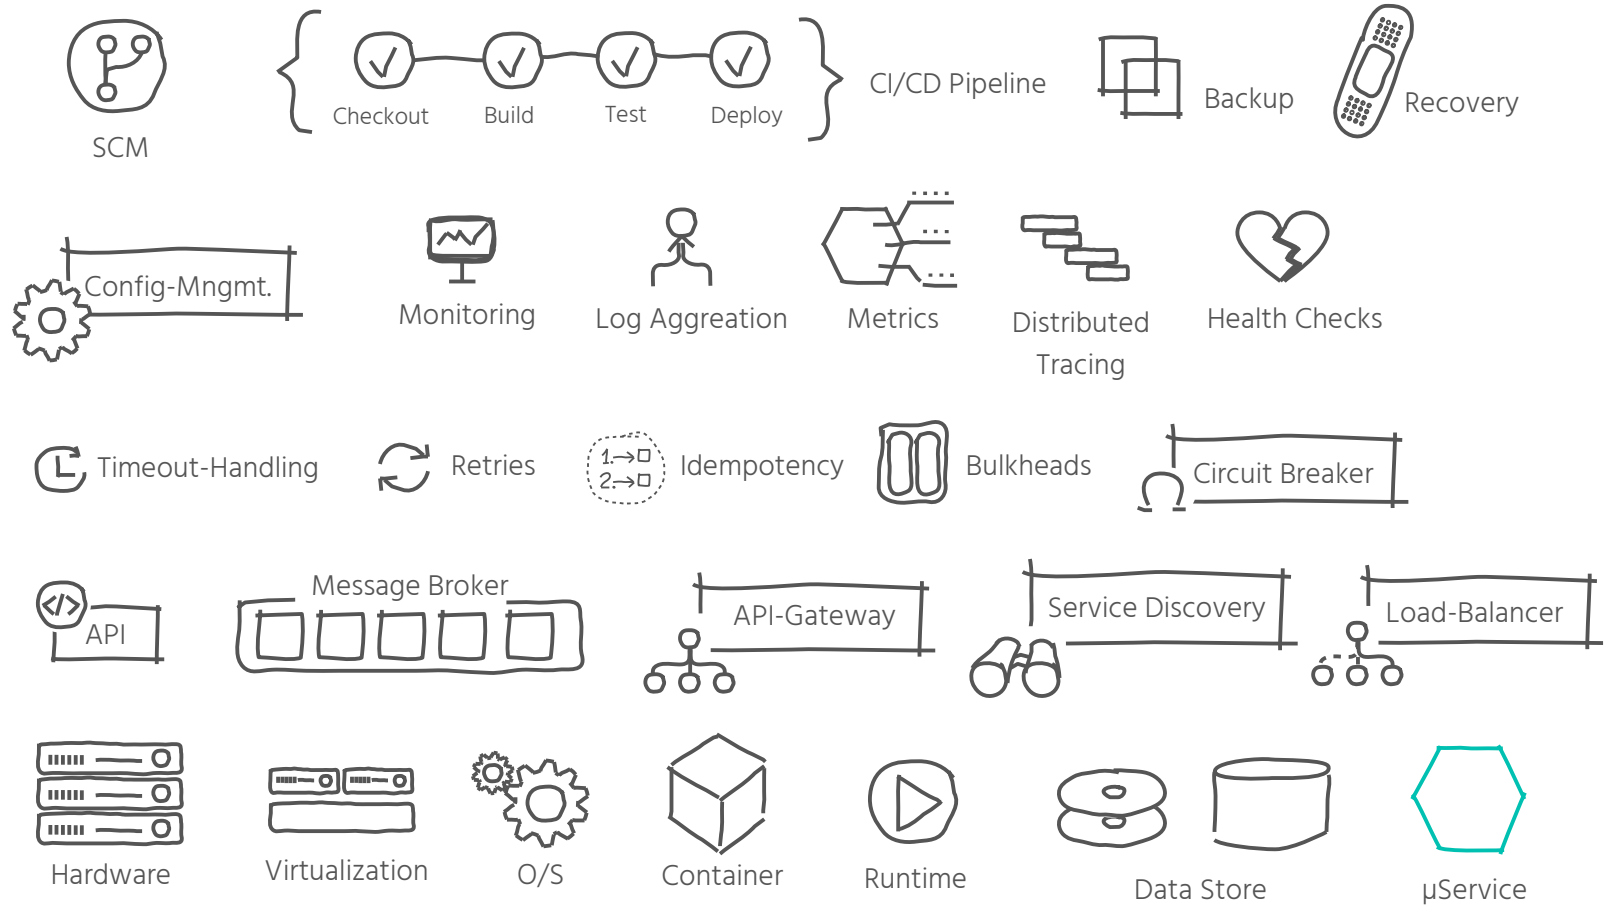 SCM
Checkout
Build
Test
Deploy
CI/CD Pipeline
Backup
Recovery
Config-Mngmt.
Monitoring
Log Aggreation
Metrics
Distributed
Tracing
Health Checks
Timeout-Handling
Retries
1.→
2.→
Idempotency
Bulkheads
Circuit Breaker
</>
API
Message Broker
API-Gateway
Service Discovery
Load-Balancer
Hardware
Virtualization
O/S
Container
Runtime
Data Store
µService